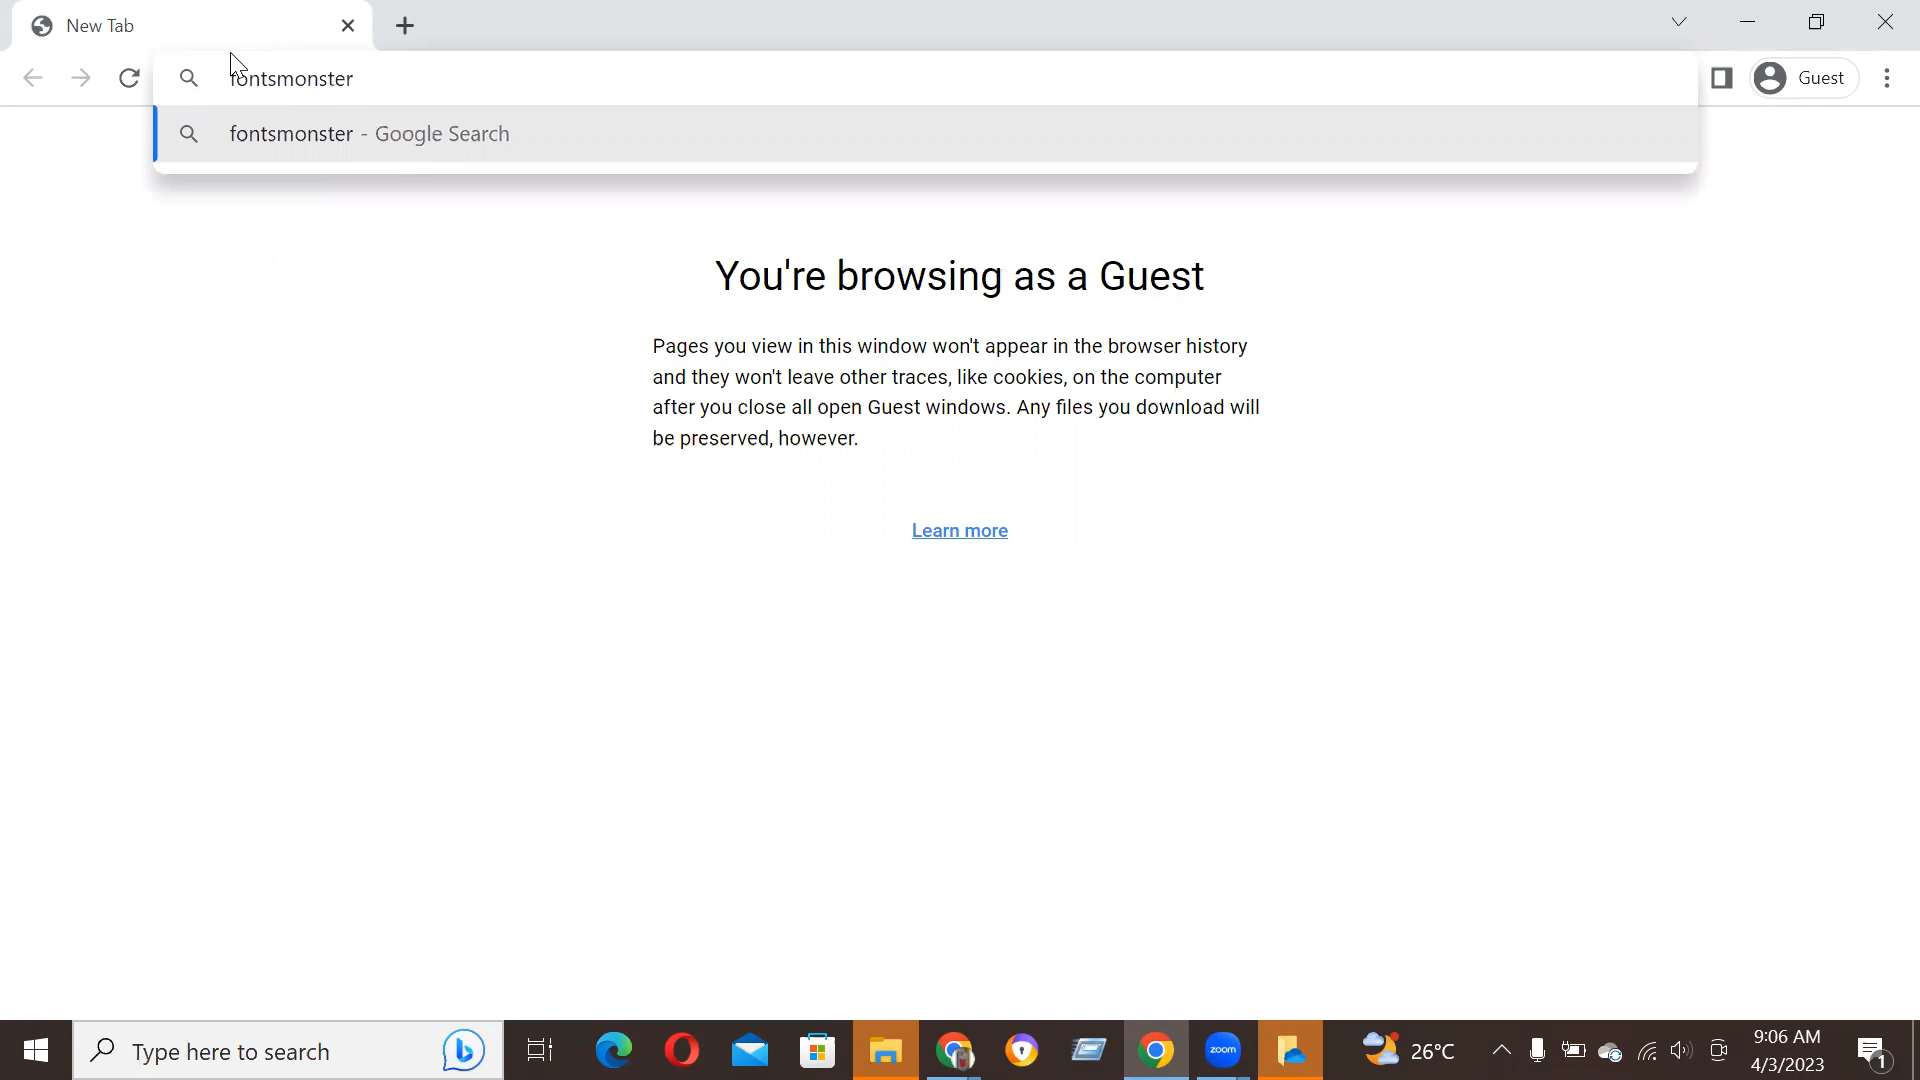 New Tab
fontsmonster
Guest
fontsmonster - Google Search
You're browsing as a Guest
Pages you view in this window won't appear in the browser history
and they won't leave other traces, like cookies, on the computer
after you close all open Guest windows. Any files you download will
be preserved, however.
Learn more
Type here to search
zoom
26°C
9:06 AM
4/3/2023
1